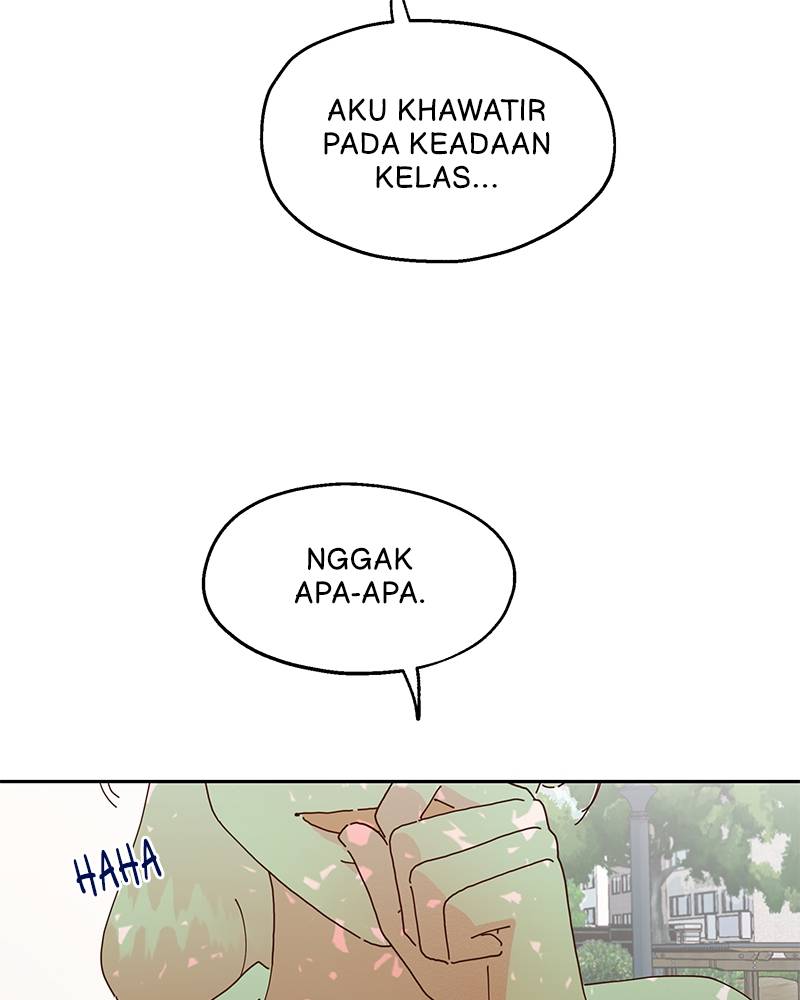 AKU KHAWATIR
PADA KEADAAN
KELAS...
NGGAK
APA-APA.
HAHA